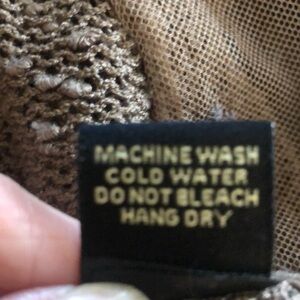 MACHINE WASH
COLD WATER
DO NOT BLEACH
HANG DRY